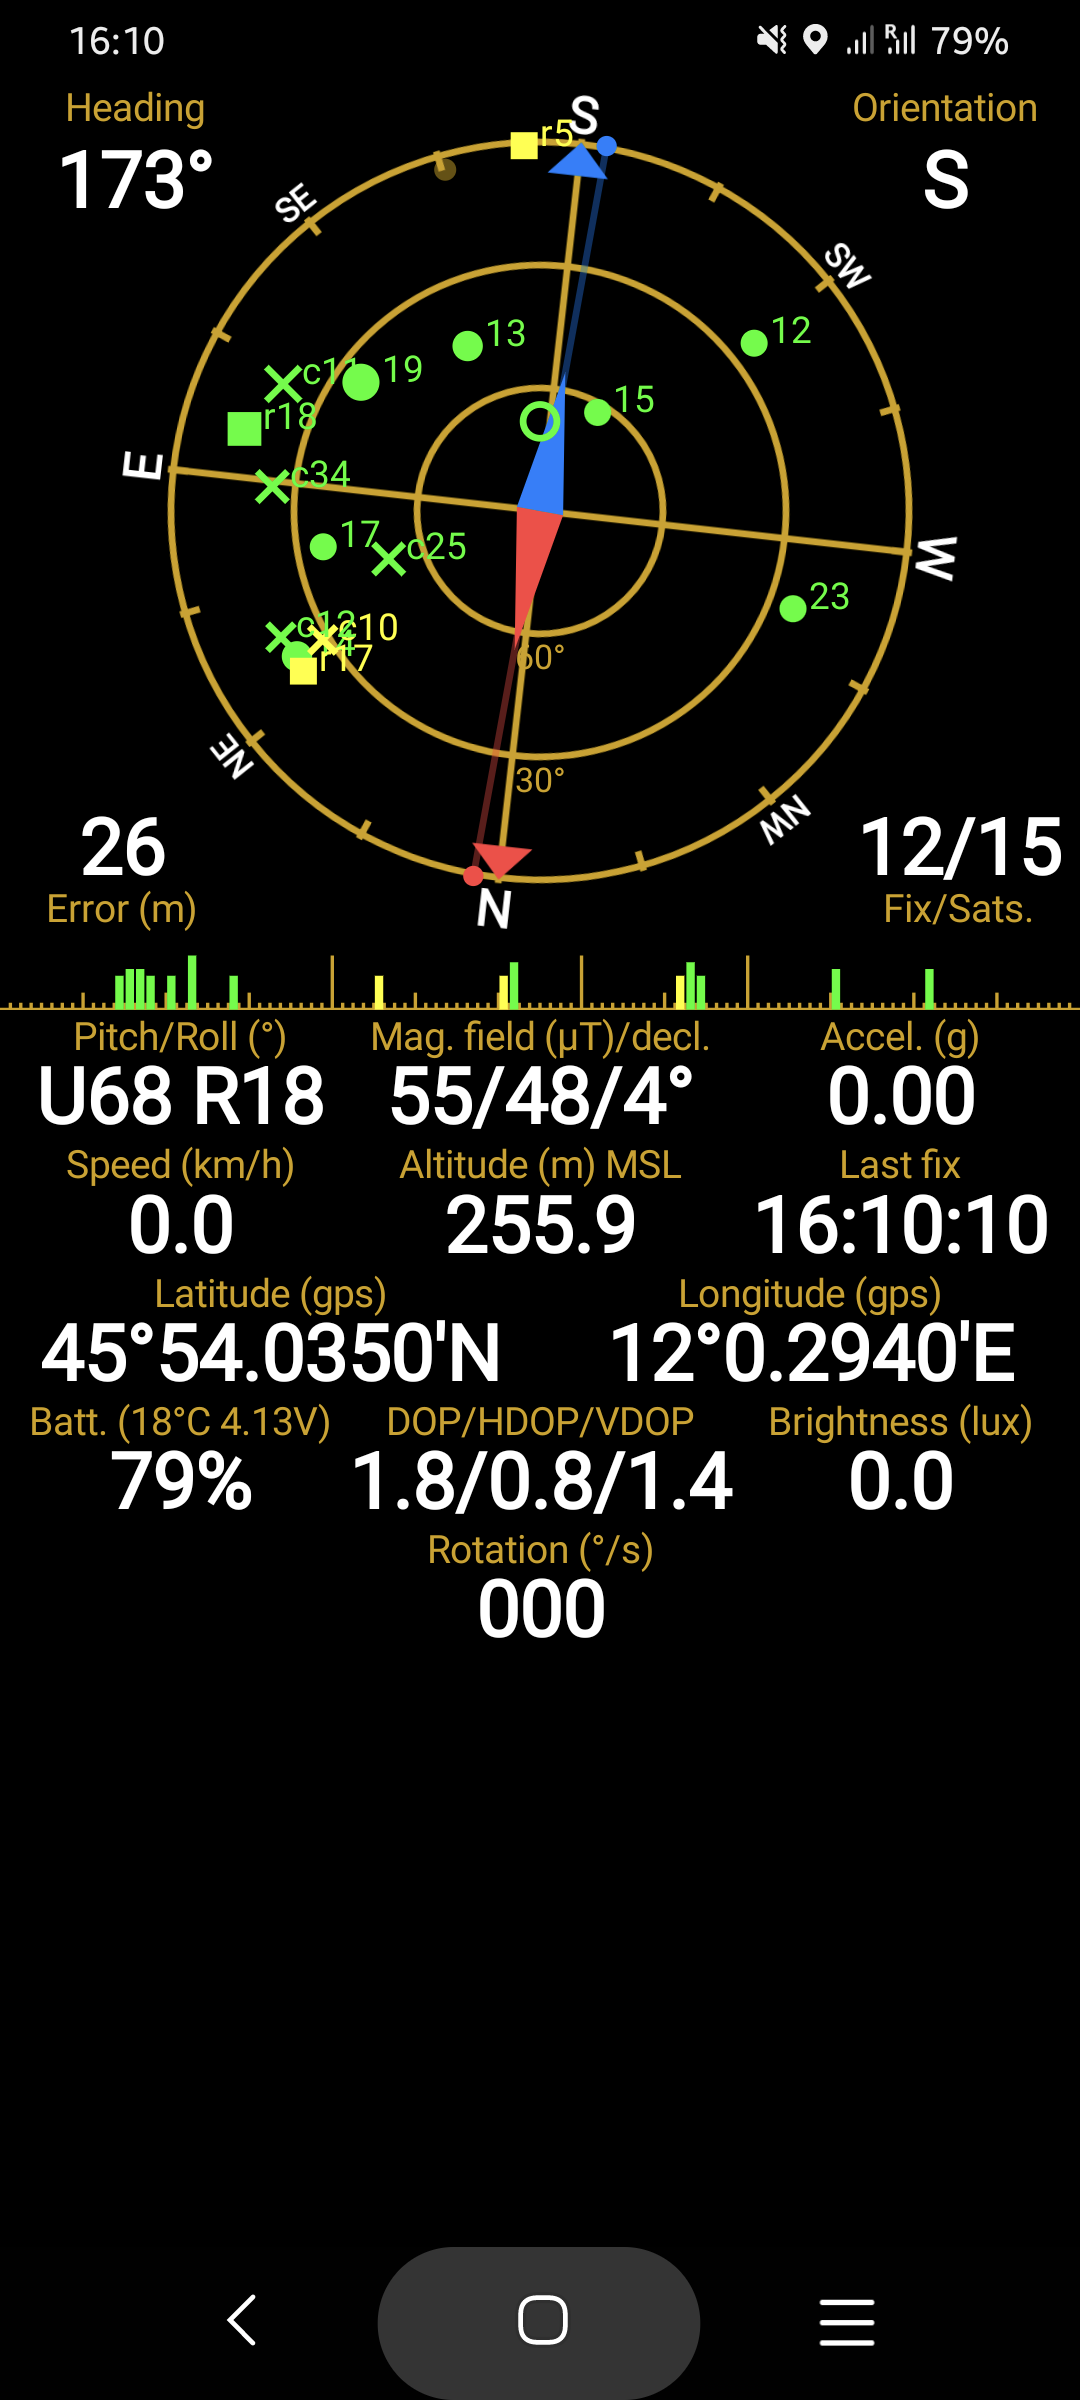 16:10
R
79%
Heading
Orientation
173°
S
S
r5
SE
SW
13
12
c11
19
15
r18
E
c34
17
c25
W
23
c12
c10
r17
60°
NE
30°
NW
26
12/15
Error (m)
Fix/Sats.
N
Pitch/Roll (°)
Mag. field (µT)/decl.
Accel. (g)
U68 R18
55/48/4°
0.00
Speed (km/h)
Altitude (m) MSL
Last fix
0.0
255.9
16:10:10
Latitude (gps)
Longitude (gps)
45°54.0350'N
12°0.2940'E
Batt. (18°C 4.13V)
DOP/HDOP/VDOP
Brightness (lux)
79%
1.8/0.8/1.4
0.0
Rotation (°/s)
000